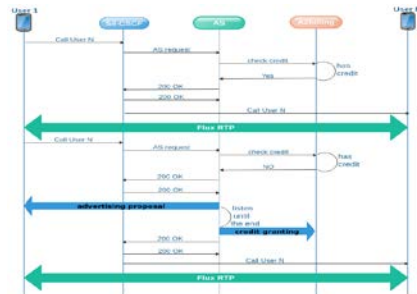 User 1
AS
User
Call User N
AS request
check credit
has
credit
Yes
200 OK
200 OK
Call User N
Flux RTP
Call User N
AS request
check credit
has
credit
NO
200 OK
200 OK
advertising proposal
listen
until
the end
credit granting
200 OK
200 OK
Call User N
Flux RTP